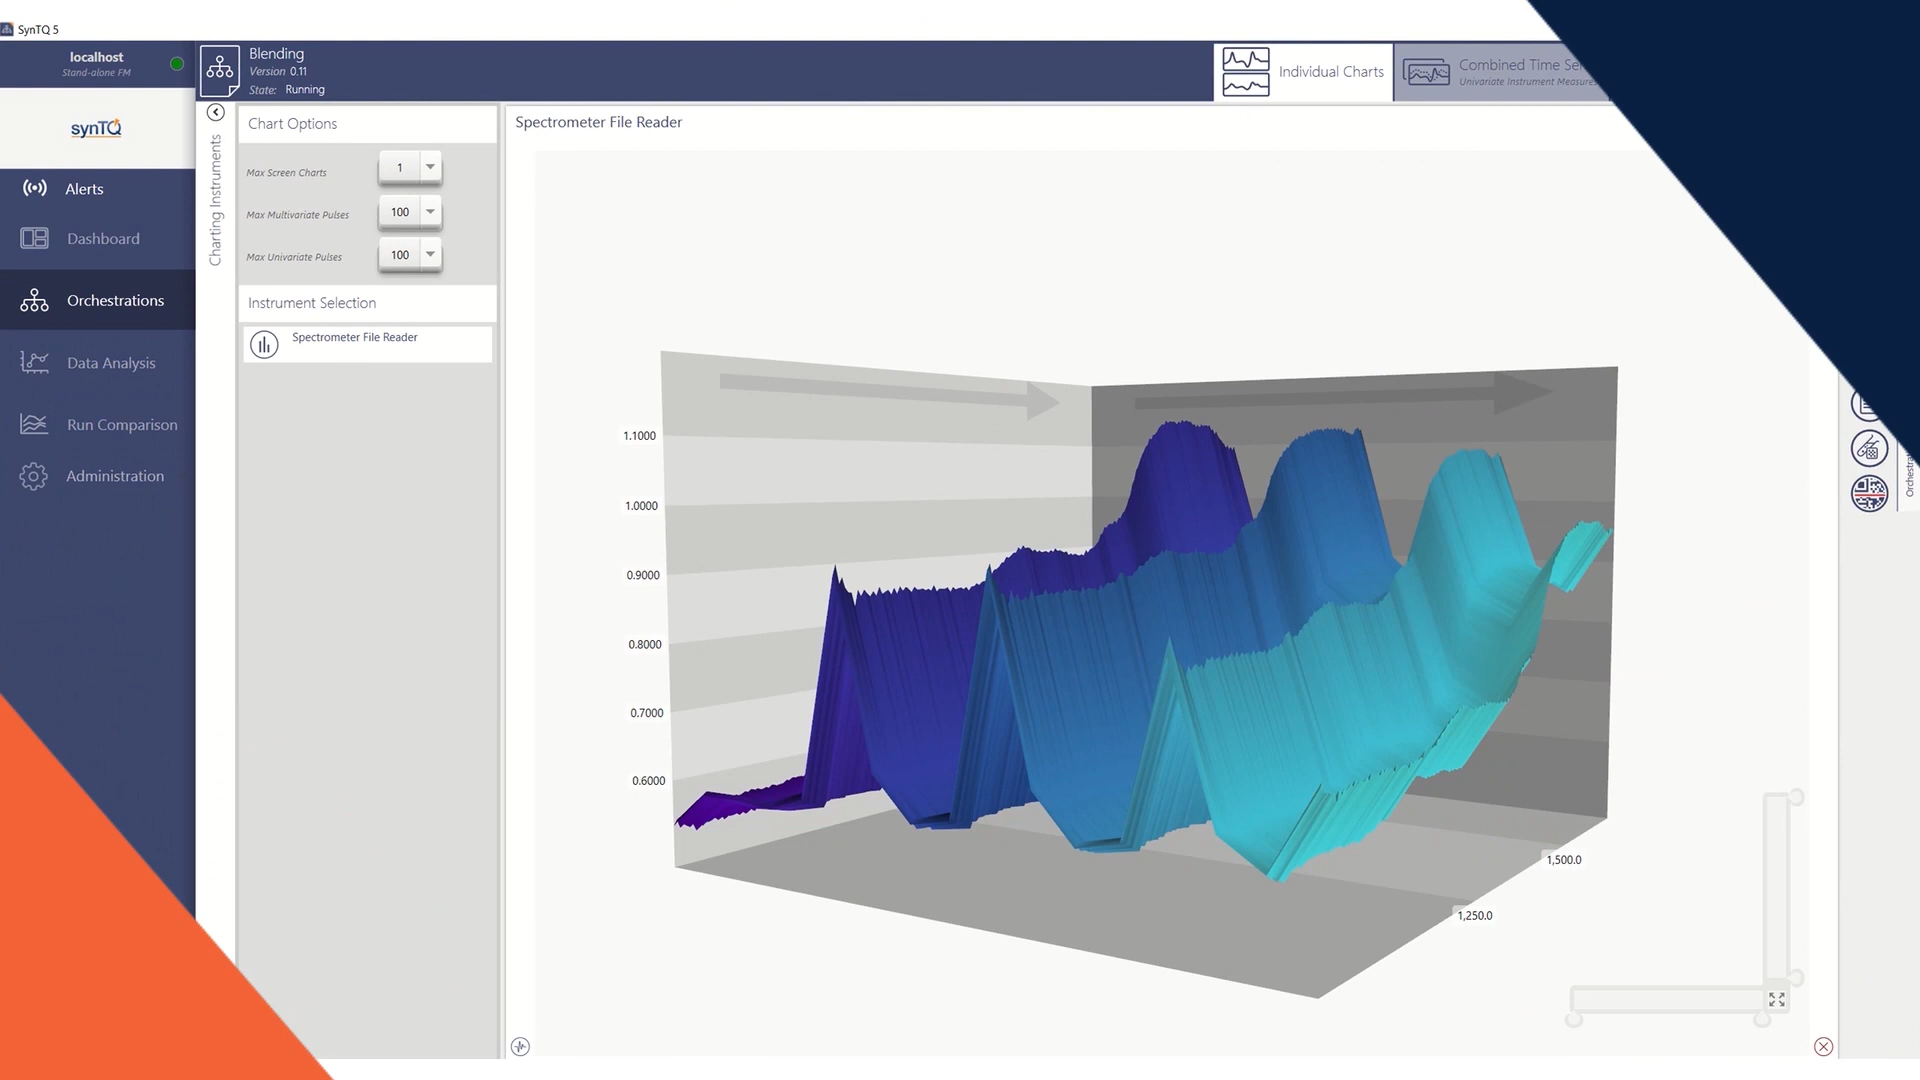 SynTQ 5
localhost
Stand-alone FM
synTQ
Alerts
Dashboard
Orchestrations
Data Analysis
Run Comparison
Administration
Blending
Version 0.11
State: Running
Individual Charts
Combined Time Se
Univariate Instrument Measures
Charting Instruments
Chart Options
Max Screen Charts 1
Max Multivariate Pulses 100
Max Univariate Pulses 100
Instrument Selection
Spectrometer File Reader
Spectrometer File Reader
1.1000
1.0000
0.9000
0.8000
0.7000
0.6000
1,500.0
1,250.0
Orchestra